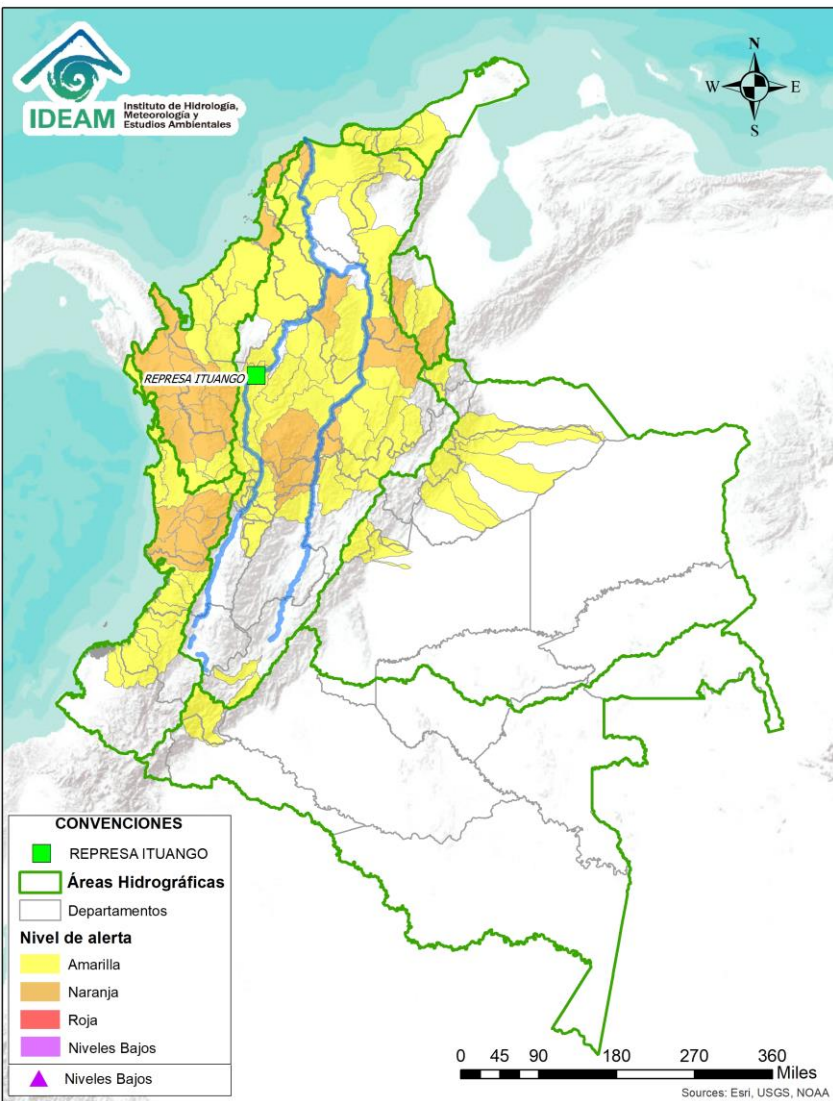 IDEAM
Instituto de Hidrología,
Meteorología y
Estudios Ambientales
N
W
E
S
REPRESA ITUANGO
CONVENCIONES
REPRESA ITUANGO
Áreas Hidrográficas
Departamentos
Nivel de alerta
Amarilla
Naranja
Roja
Niveles Bajos
Niveles Bajos
0 45 90 180 270 360
Miles
Sources: Esri, USGS, NOAA